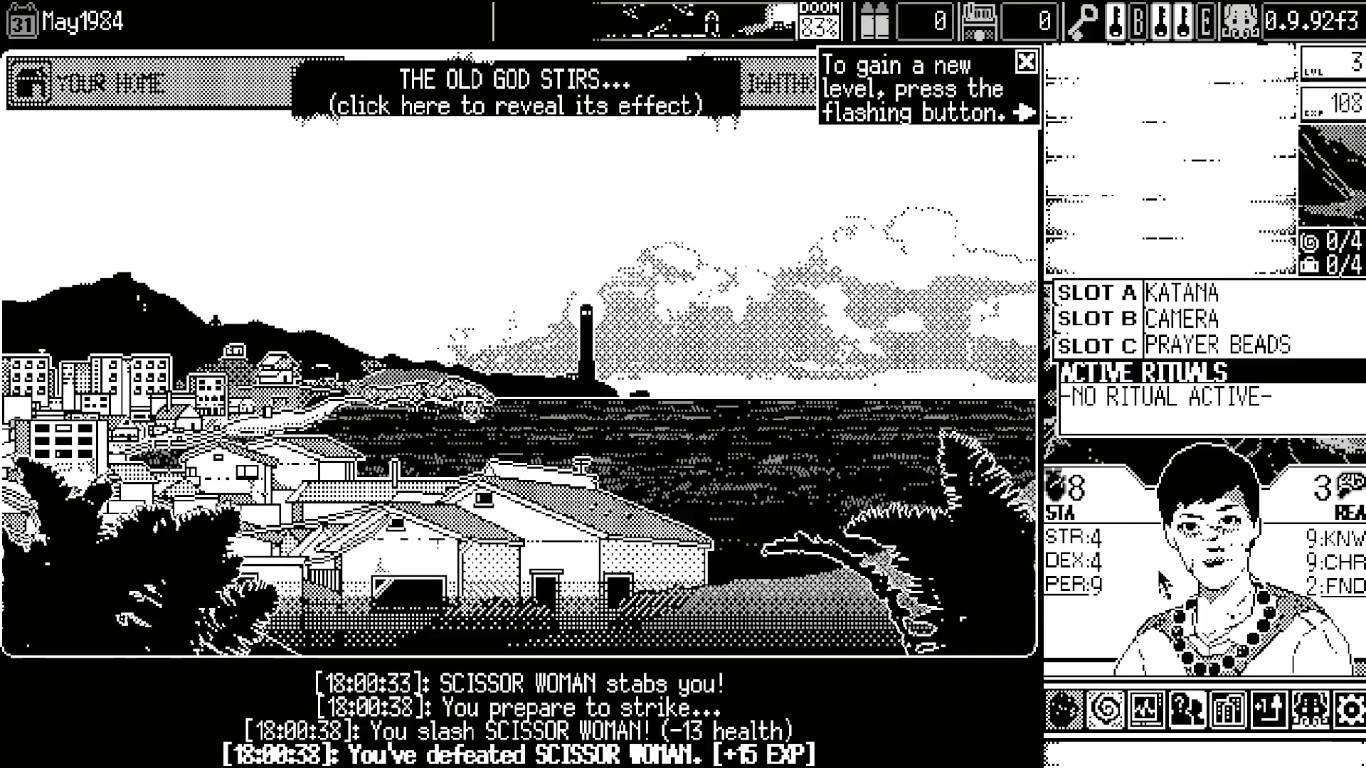 31 May1984
DOOM
83%
0
0
B
E
0.9.92f3
YOUR HOME
THE OLD GOD STIRS...
(click here to reveal its effect)
To gain a new
level, press the
flashing button.
LVL 3
EXP 108
0/4
0/4
SLOT A KATANA
SLOT B CAMERA
SLOT C PRAYER BEADS
ACTIVE RITUALS
-NO RITUAL ACTIVE-
8
STA
3
REA
STR:4
DEX:4
PER:9
9:KNW
9:CHR
2:FND
[18:00:33]: SCISSOR WOMAN stabs you!
[18:00:38]: You prepare to strike...
[18:00:38]: You slash SCISSOR WOMAN! (-13 health)
[18:00:38]: You've defeated SCISSOR WOMAN. [+15 EXP]